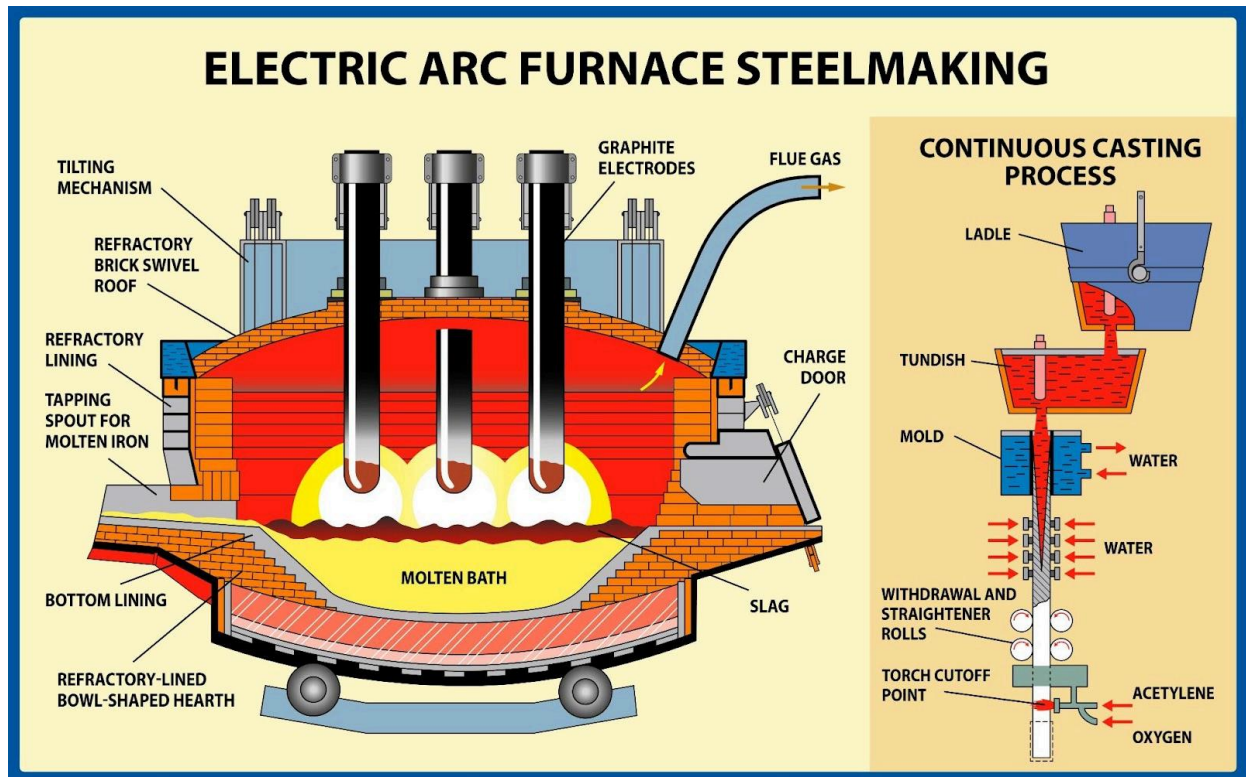 ELECTRIC ARC FURNACE STEELMAKING
TILTING
MECHANISM
REFRACTORY
BRICK SWIVEL
ROOF
REFRACTORY
LINING
TAPPING
SPOUT FOR
MOLTEN IRON
BOTTOM LINING
REFRACTORY-LINED
BOWL-SHAPED HEARTH
GRAPHITE
ELECTRODES
FLUE GAS
CHARGE
DOOR
MOLTEN BATH
SLAG
CONTINUOUS CASTING
PROCESS
LADLE
TUNDISH
MOLD
WATER
WATER
WITHDRAWAL AND
STRAIGHTENER
ROLLS
TORCH CUTOFF
POINT
ACETYLENE
OXYGEN